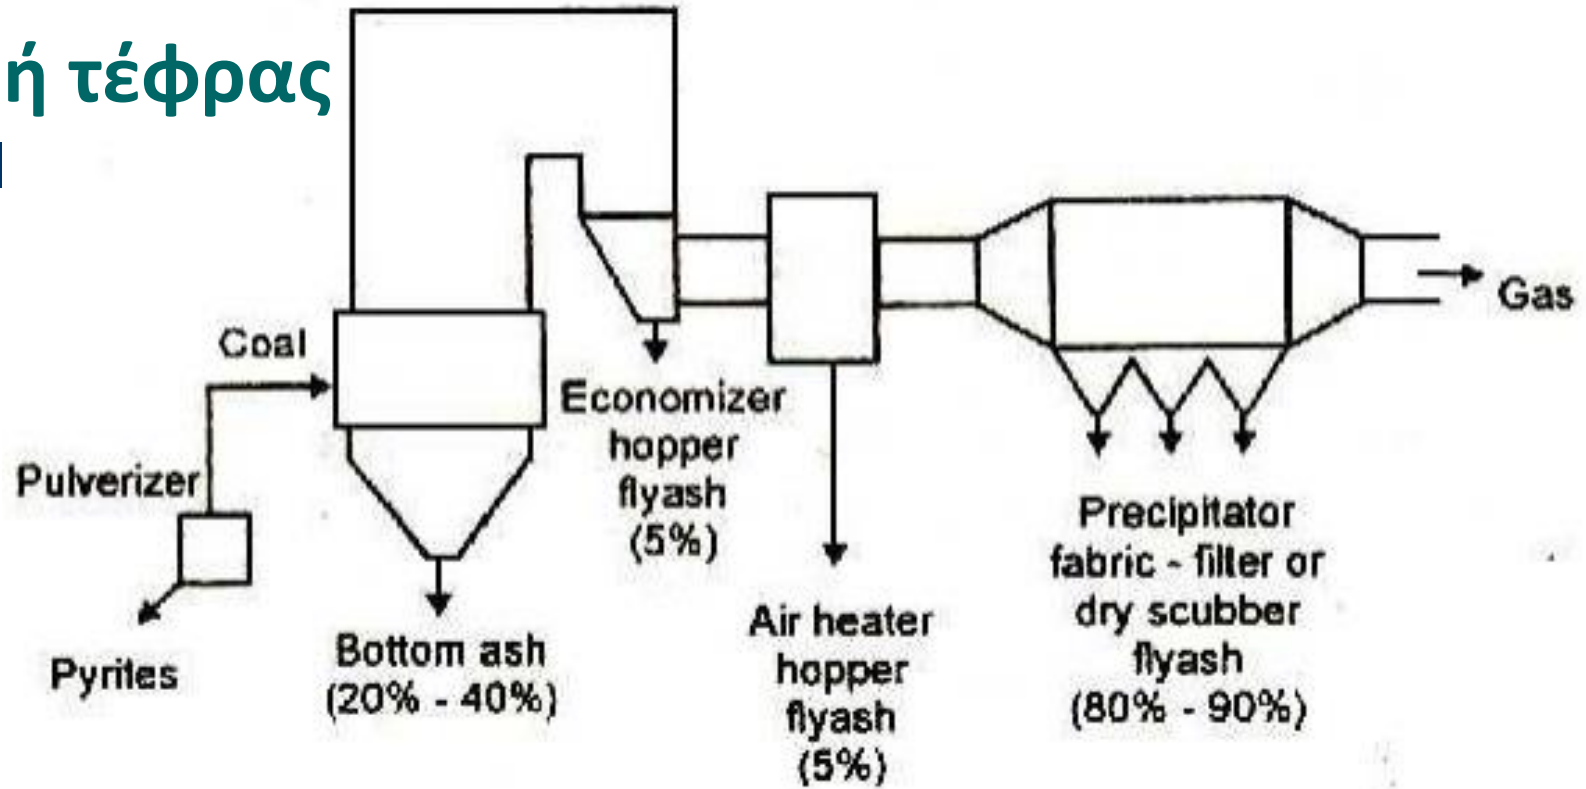 ή τέφρας
Coal
Pulverizer
Pyrites
Bottom ash
(20% - 40%)
Economizer
hopper
flyash
(5%)
Air heater
hopper
flyash
(5%)
Precipitator
fabric - filter or
dry scubber
flyash
(80% - 90%)
Gas